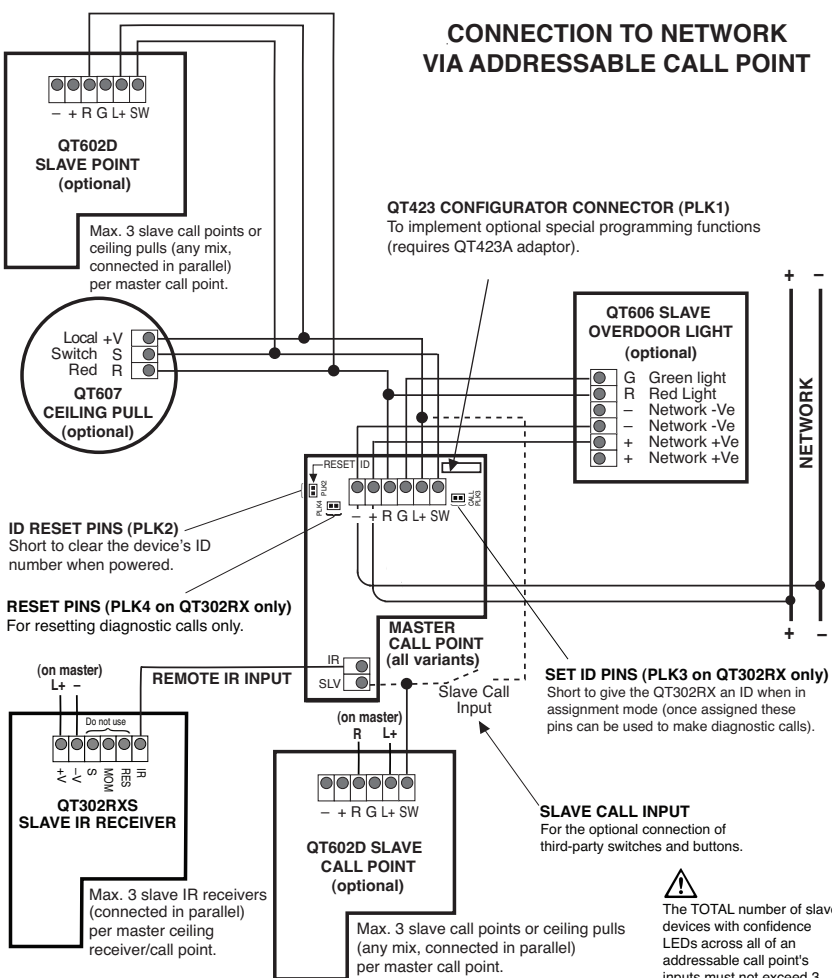 CONNECTION TO NETWORK
VIA ADDRESSABLE CALL POINT
– + R G L+ SW
QT602D
SLAVE POINT
(optional)
Max. 3 slave call points or
ceiling pulls (any mix,
connected in parallel)
per master call point.
QT423 CONFIGURATOR CONNECTOR (PLK1)
To implement optional special programming functions
(requires QT423A adaptor).
+ –
Local +V
Switch S
Red R
QT607
CEILING PULL
(optional)
QT606 SLAVE
OVERDOOR LIGHT
(optional)
G Green light
R Red Light
– Network -Ve
– Network -Ve
+ Network +Ve
+ Network +Ve
NETWORK
RESET ID
PLK2
PLK4
CALL
PLK3
– + R G L+ SW
ID RESET PINS (PLK2)
Short to clear the device's ID
number when powered.
RESET PINS (PLK4 on QT302RX only)
For resetting diagnostic calls only.
MASTER
CALL POINT
(all variants)
IR
SLV
REMOTE IR INPUT
Slave Call
Input
+ –
SET ID PINS (PLK3 on QT302RX only)
Short to give the QT302RX an ID when in
assignment mode (once assigned these
pins can be used to make diagnostic calls).
(on master)
L+ –
Do not use
+V –V S MOM RES IR
QT302RXS
SLAVE IR RECEIVER
Max. 3 slave IR receivers
(connected in parallel)
per master ceiling
receiver/call point.
(on master)
R L+
– + R G L+ SW
QT602D SLAVE
CALL POINT
(optional)
Max. 3 slave call points or ceiling pulls
(any mix, connected in parallel)
per master call point.
SLAVE CALL INPUT
For the optional connection of
third-party switches and buttons.
The TOTAL number of slave
devices with confidence
LEDs across all of an
addressable call point's
inputs must not exceed 3